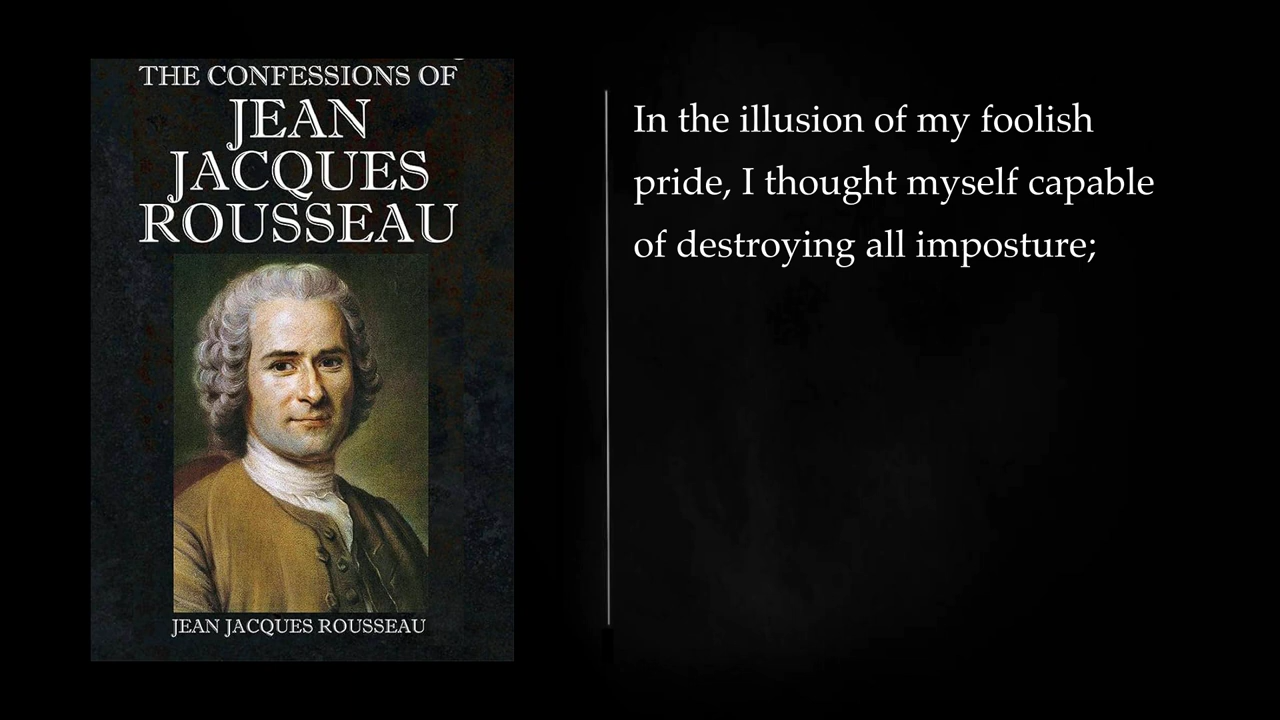 THE CONFESSIONS OF
JEAN
JACQUES
ROUSSEAU
JEAN JACQUES ROUSSEAU
In the illusion of my foolish
pride, I thought myself capable
of destroying all imposture;